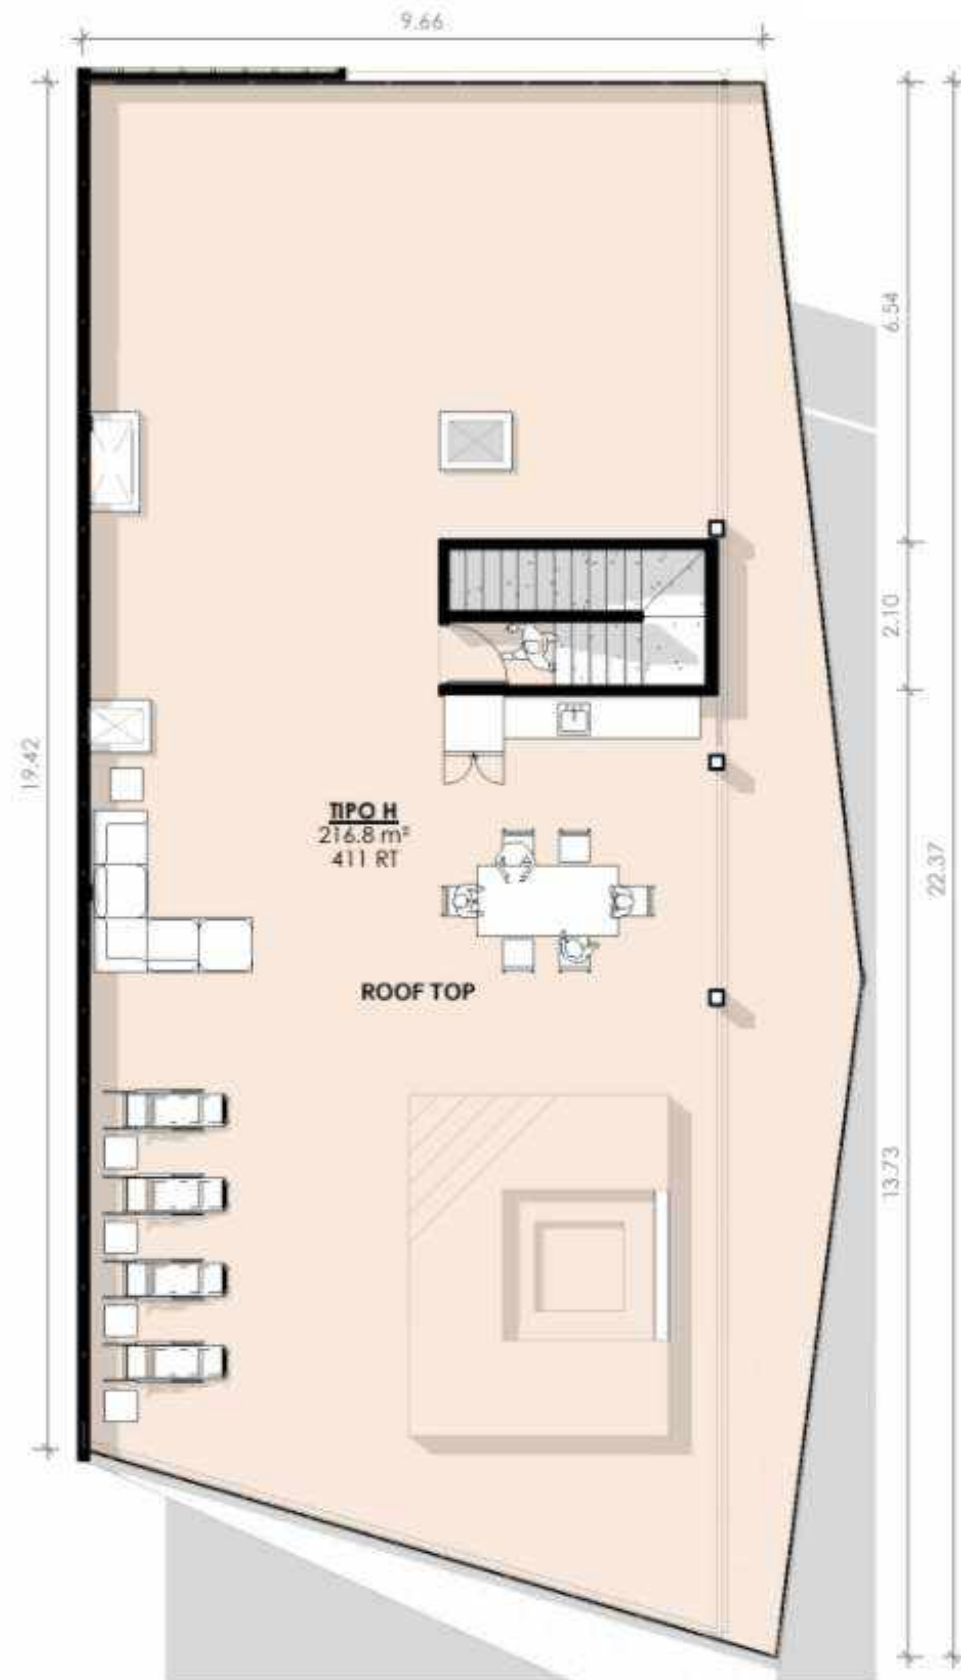 9.66
6.54
2.10
19.42
TIPO H
216.8 m²
411 RT
22.37
ROOF TOP
13.73